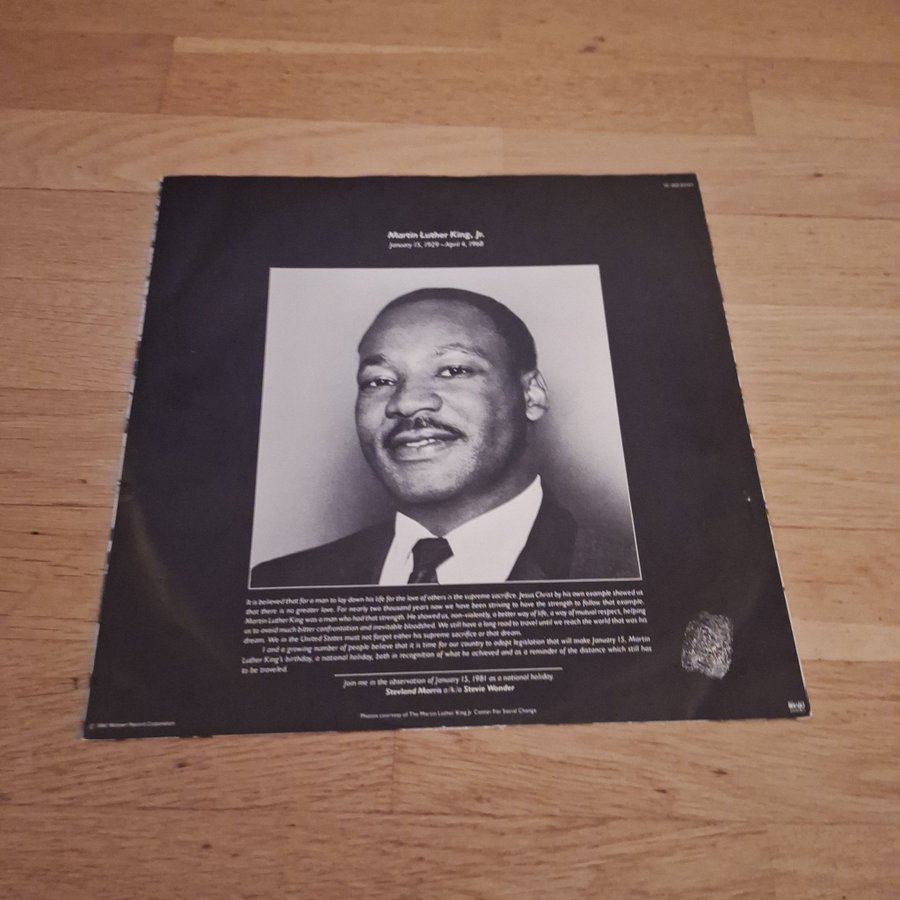 Martin Luther King, Jr.
January 15, 1929 – April 4, 1968
It is believed that for a man to lay down his life for the love of others is the supreme sacrifice. Jesus Christ by his own example showed us
that there is no greater love. For nearly two thousand years now we have been striving to have the strength to follow that example.
Martin Luther King was a man who had that strength. He showed us, non-violently, a better way of life, a way of mutual respect, helping
us to avoid much bitter confrontation and inevitable bloodshed. We still have a long road to travel until we reach the world that was his
dream. We in the United States must not forget either his supreme sacrifice or that dream.
I and a growing number of people believe that it is time for our country to adopt legislation that will make January 15, Martin
Luther King's birthday, a national holiday, both in recognition of what he achieved and as a reminder of the distance which still has
to be traveled.
Join me in the observation of January 15, 1981 as a national holiday.
Stevland Morris a/k/a Stevie Wonder
Photos courtesy of The Martin Luther King Jr. Center For Social Change
Motown Record Corporation